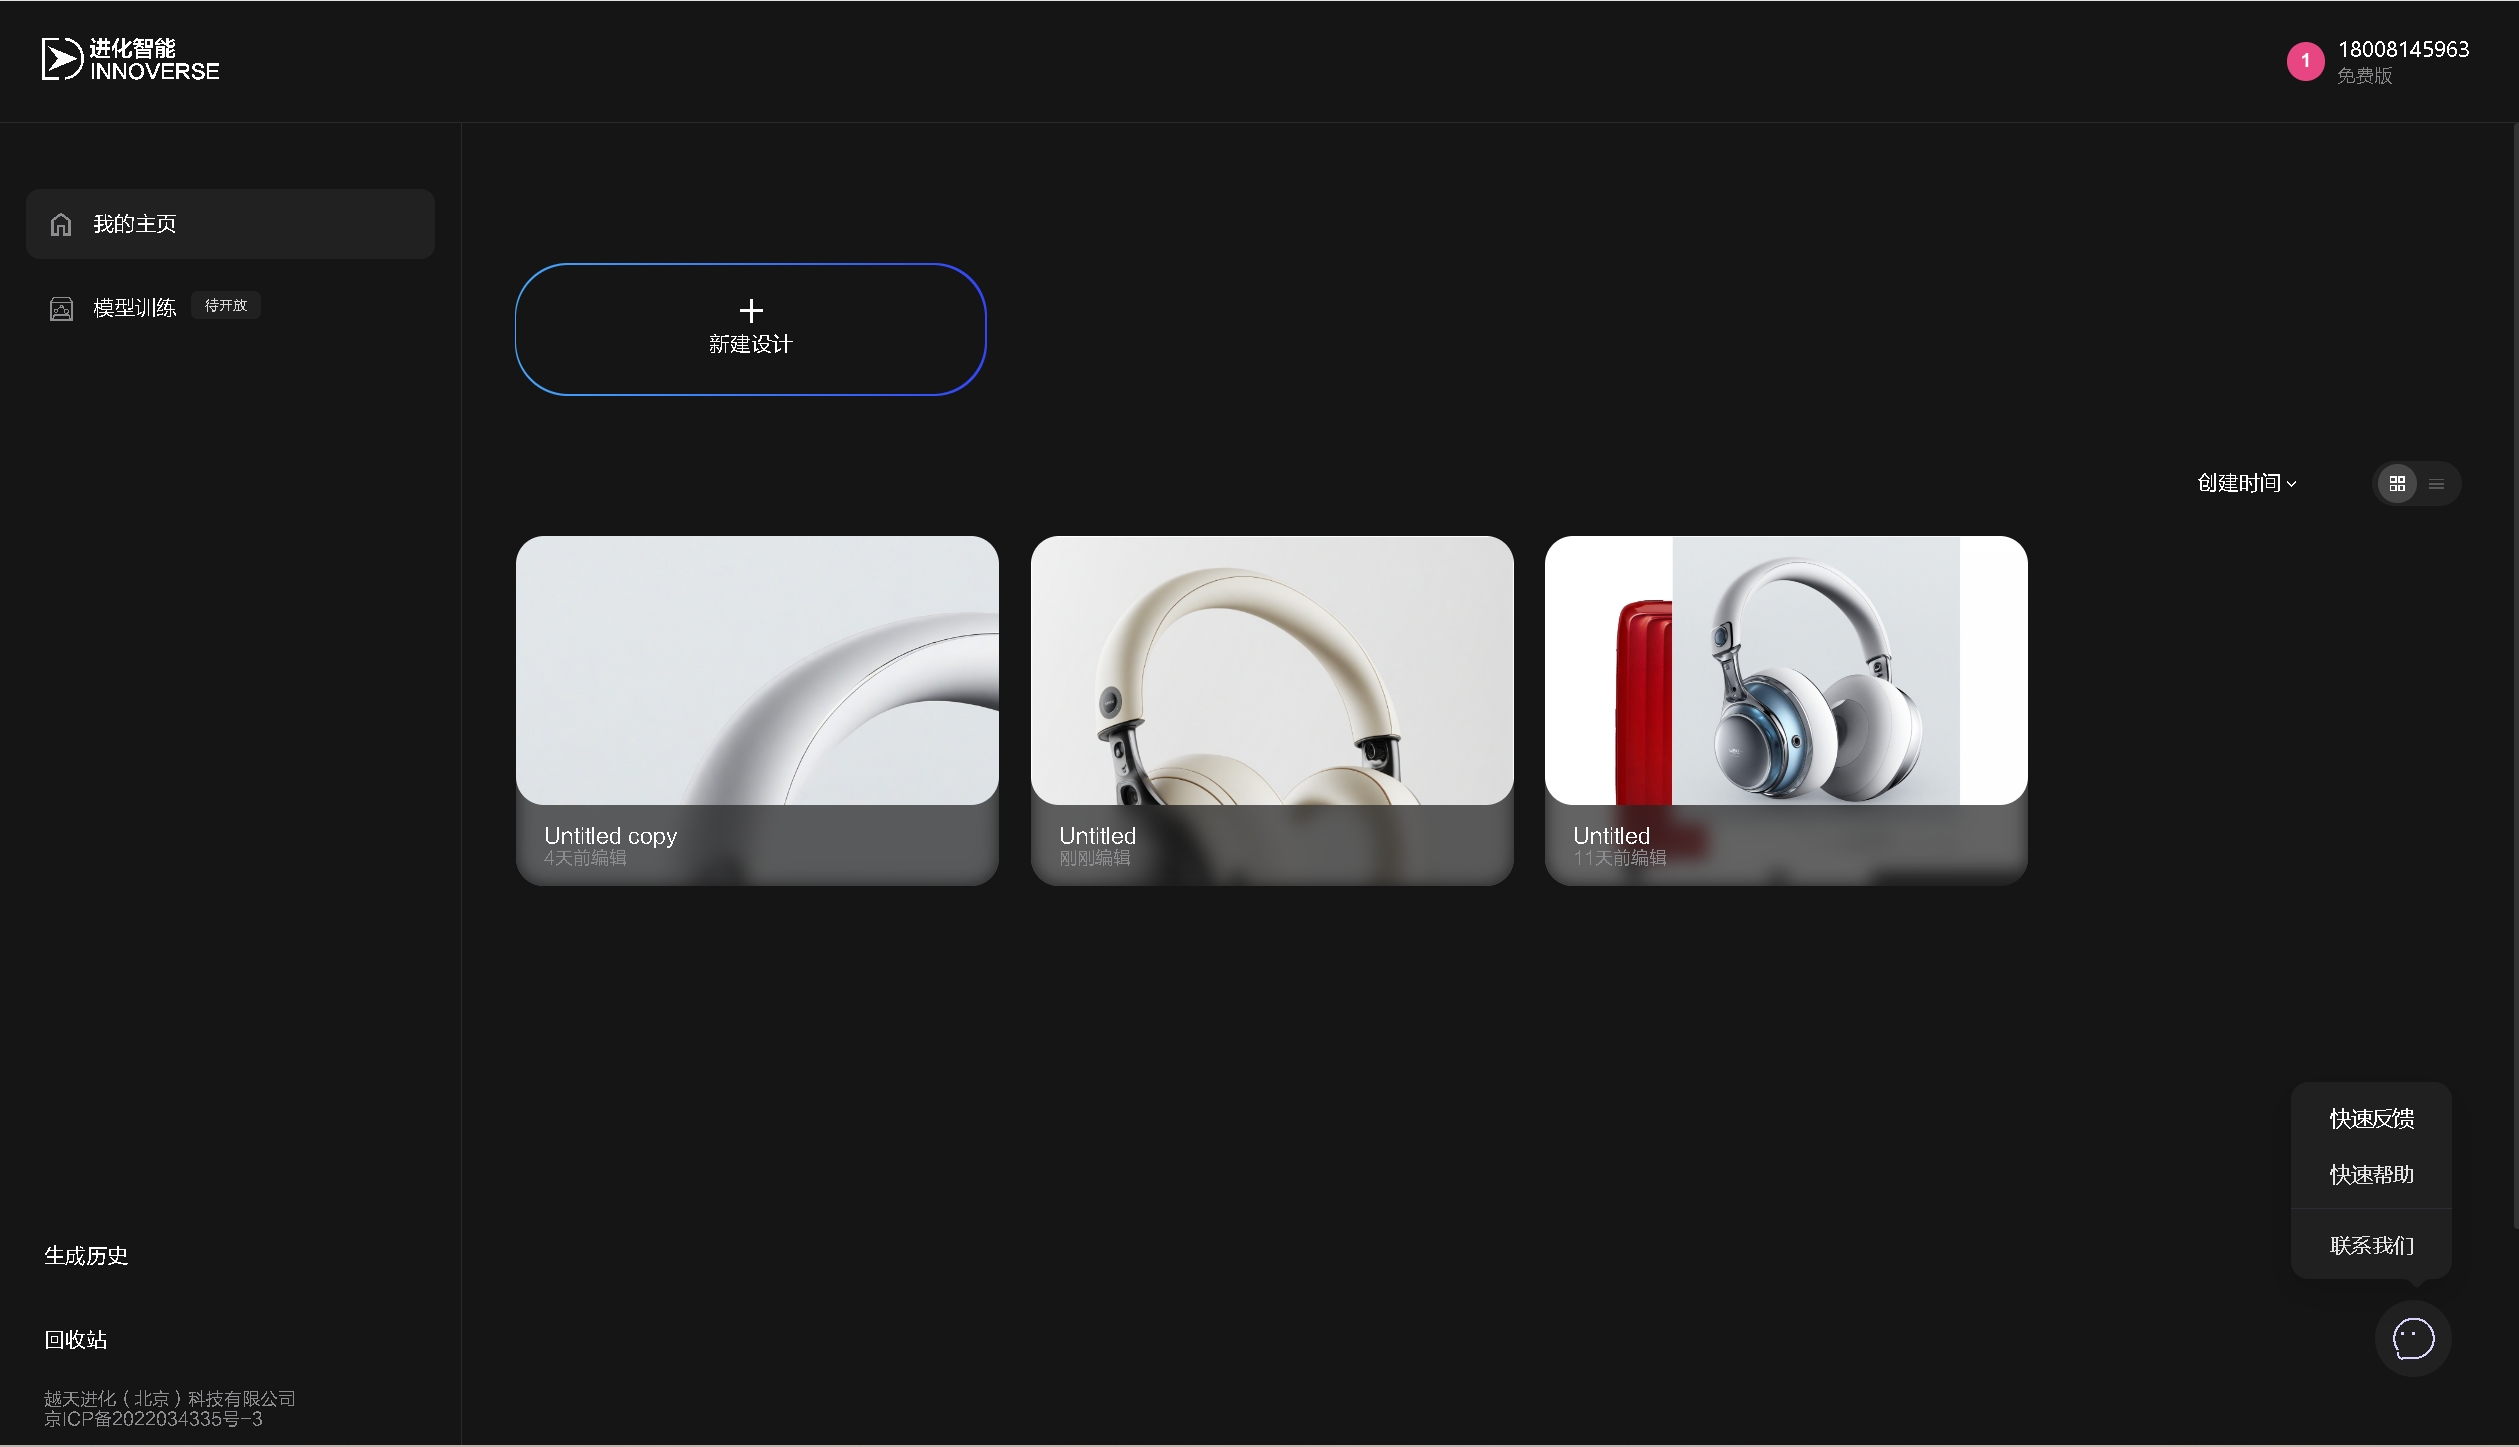 进化智能
INNOVERSE
1
18008145963
免费版
我的主页
模型训练
待开放
新建设计
创建时间
Untitled copy
4天前编辑
Untitled
刚刚编辑
Untitled
11天前编辑
快速反馈
快速帮助
联系我们
生成历史
回收站
越天进化（北京）科技有限公司
京ICP备2022034335号-3